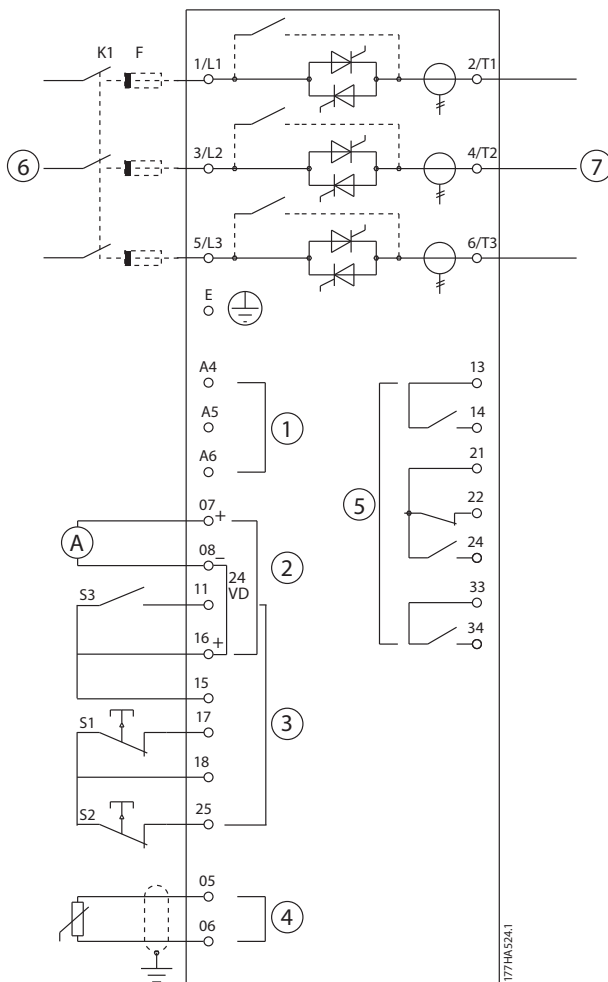 K1 F
1/L1 2/T1
3/L2 4/T2
6 7
5/L3 6/T3
E
A4 13
A5 14
1
A6 21
5 22
07 +
A 24
08 −
2
24
VD
S3 11 33
16 + 34
15
S1 17
3
18
S2 25
05
4
06
177HA524.1